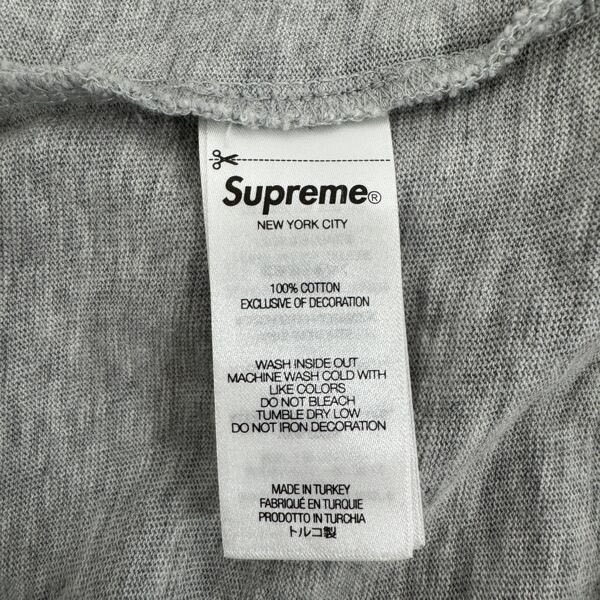 Supreme®
NEW YORK CITY
100% COTTON
EXCLUSIVE OF DECORATION
WASH INSIDE OUT
MACHINE WASH COLD WITH
LIKE COLORS
DO NOT BLEACH
TUMBLE DRY LOW
DO NOT IRON DECORATION
MADE IN TURKEY
FABRIQUÉ EN TURQUIE
PRODOTTO IN TURCHIA
トルコ製